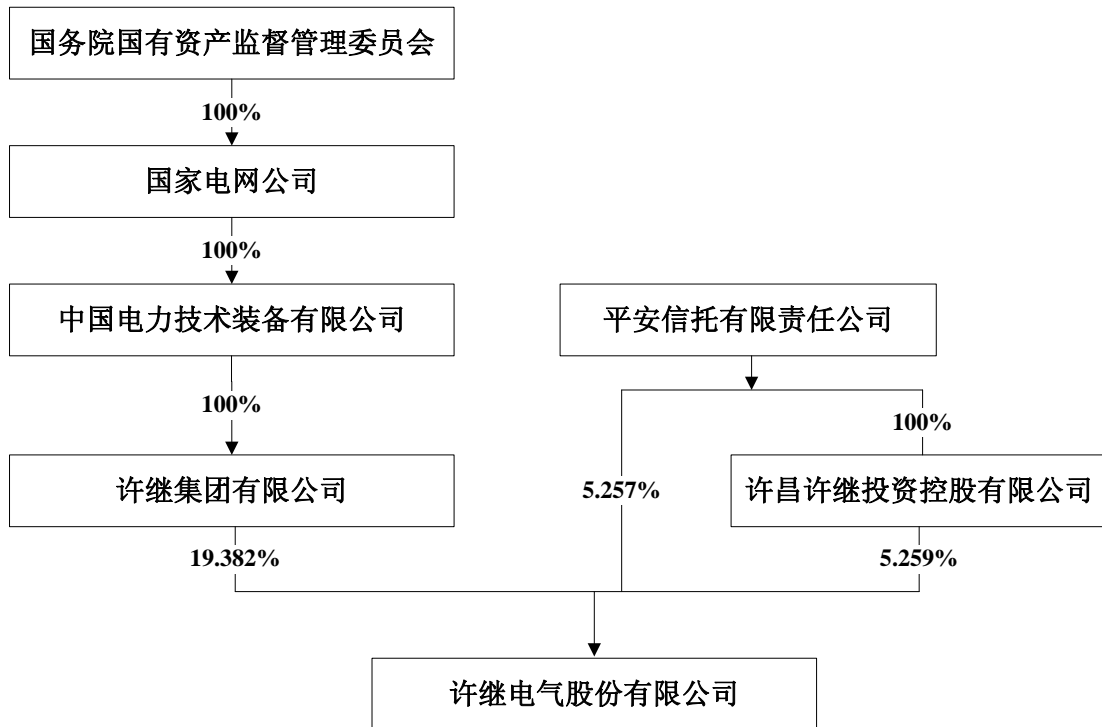 国务院国有资产监督管理委员会
100%
国家电网公司
100%
中国电力技术装备有限公司
平安信托有限责任公司
100%
100%
许继集团有限公司
5.257%
许昌许继投资控股有限公司
19.382%
5.259%
许继电气股份有限公司